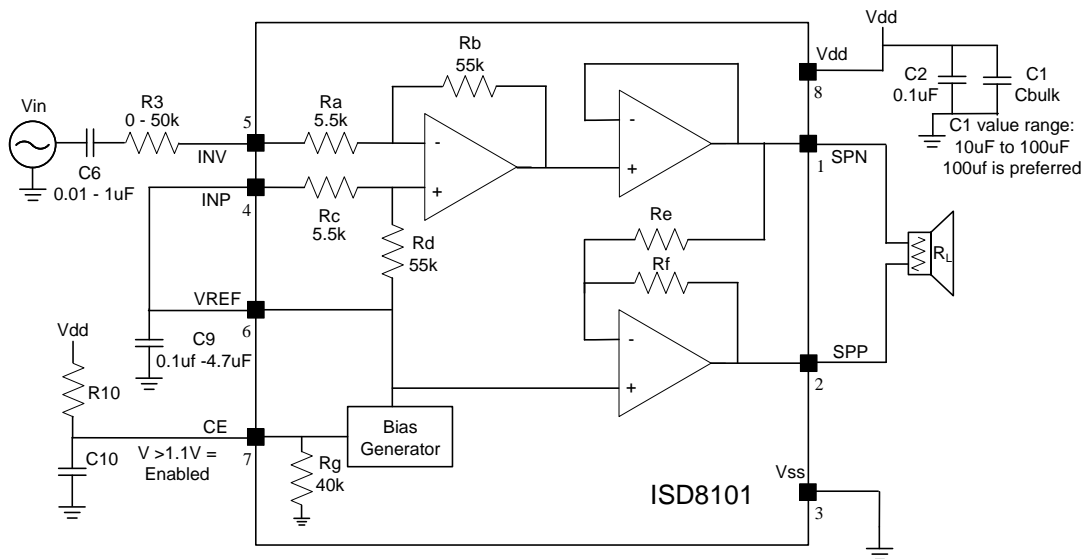 Vin
R3
0 - 50k
C6
0.01 - 1uF
5
INV
INP
4
Ra
5.5k
Rb
55k
-
+
Rc
5.5k
Rd
55k
VREF
6
C9
0.1uf -4.7uF
Vdd
R10
C10
CE
7
V >1.1V =
Enabled
Rg
40k
Bias
Generator
-
+
Re
Rf
-
+
ISD8101
Vdd
8
Vdd
C2
0.1uF
C1
Cbulk
C1 value range:
10uF to 100uF
100uf is preferred
SPN
1
RL
SPP
2
Vss
3